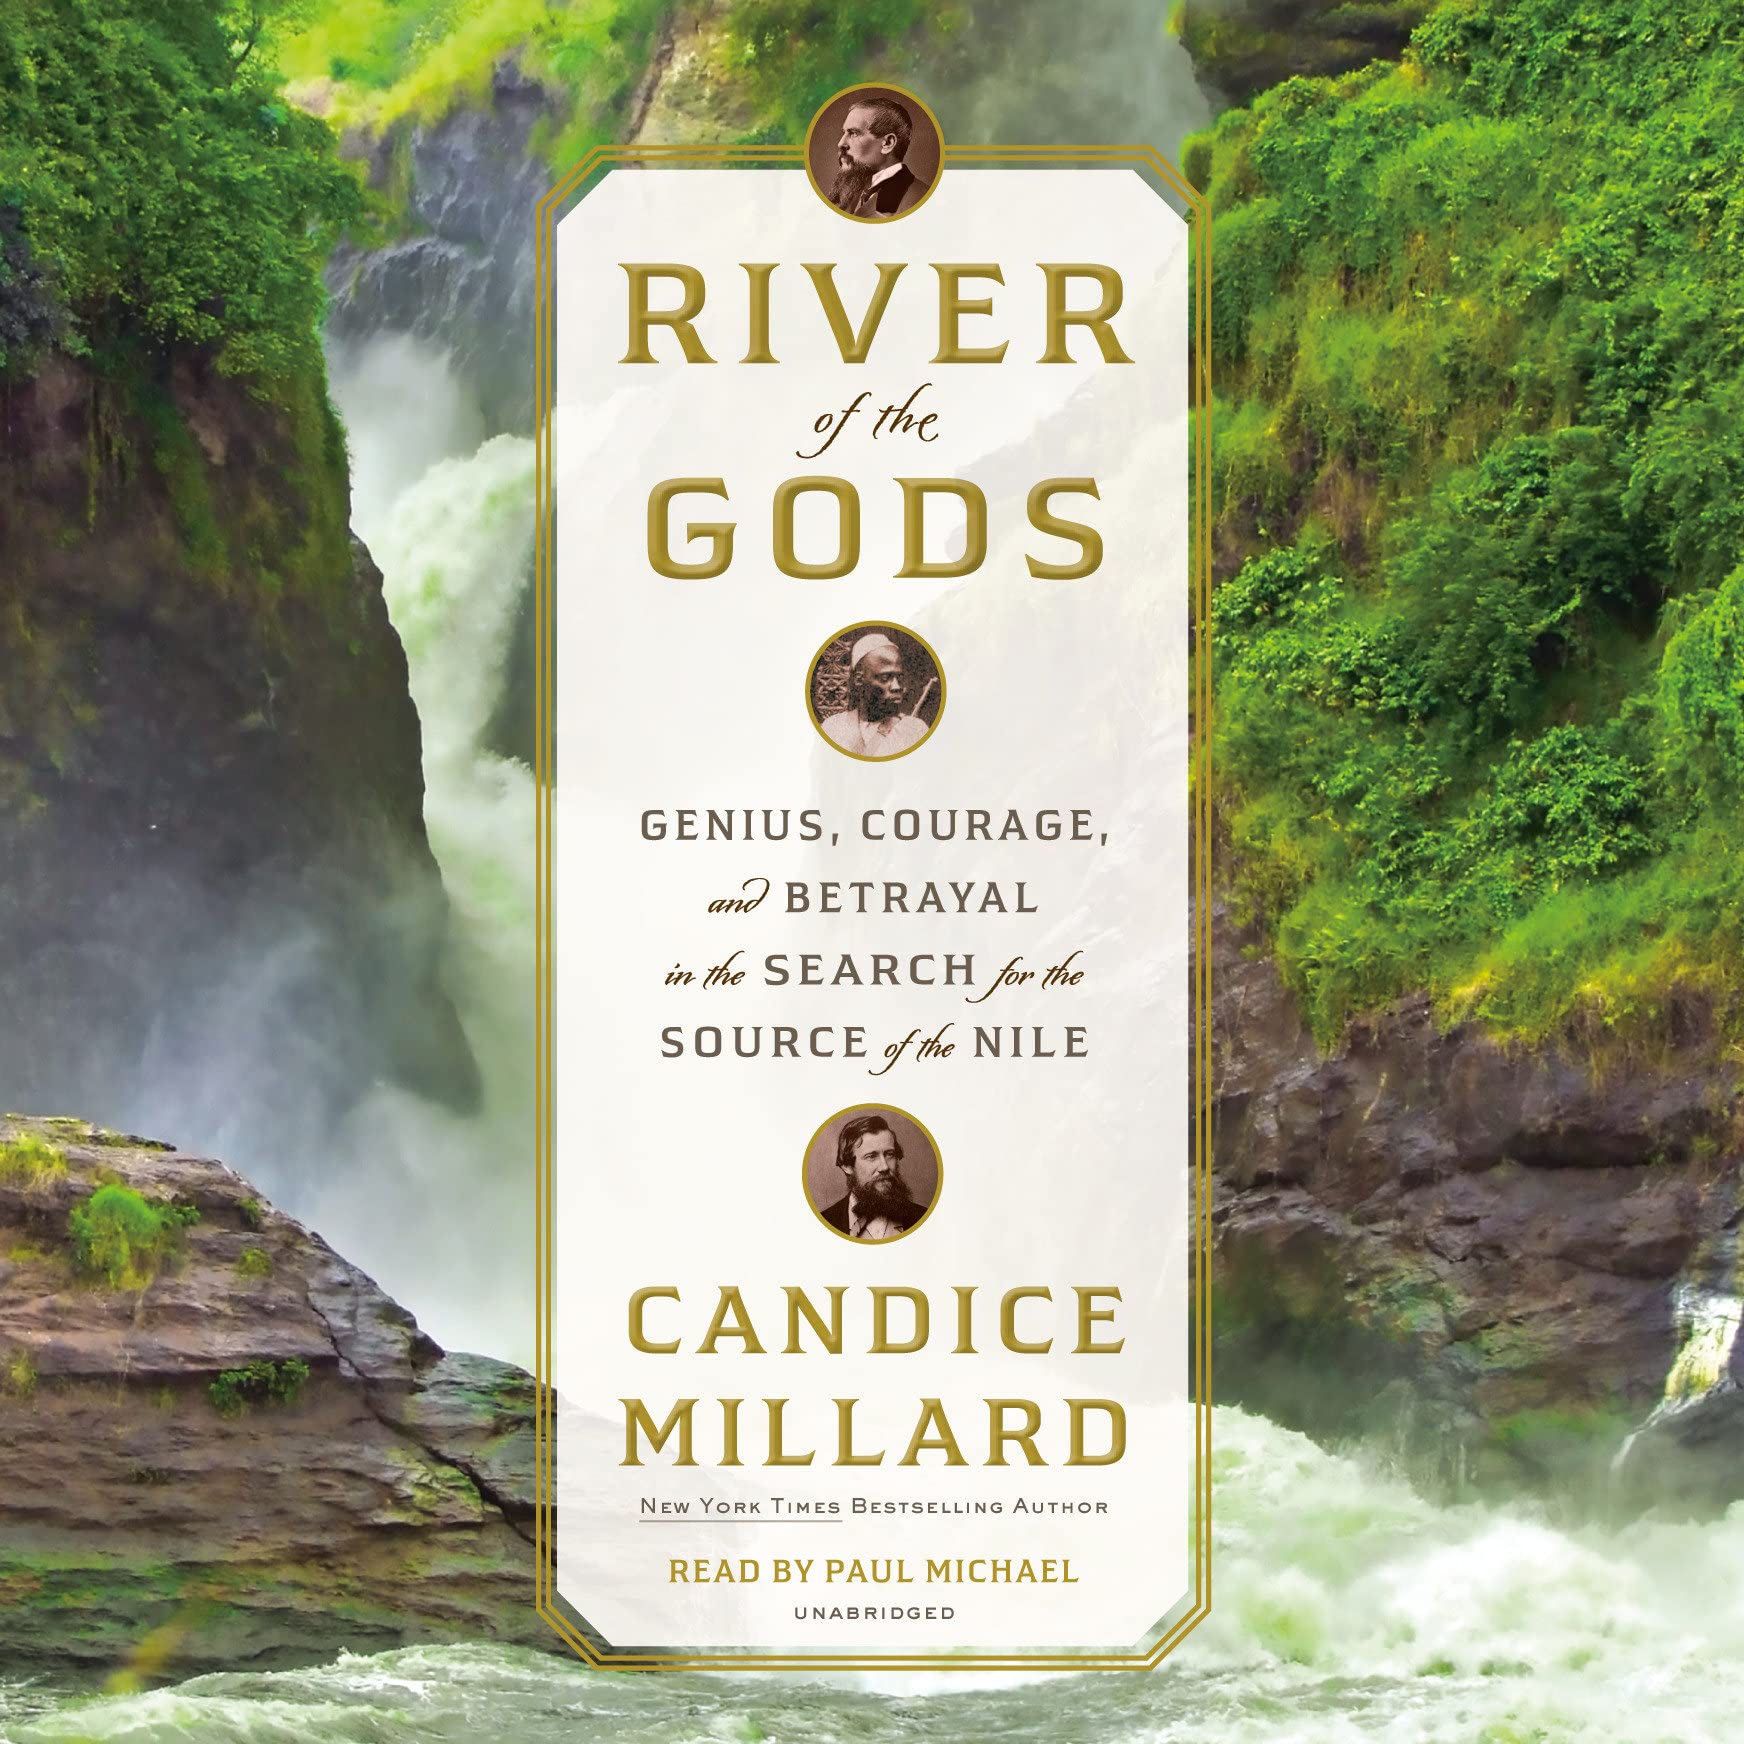 RIVER
of the
GODS
GENIUS, COURAGE,
and BETRAYAL
in the SEARCH for the
SOURCE of the NILE
CANDICE
MILLARD
NEW YORK TIMES BESTSELLING AUTHOR
READ BY PAUL MICHAEL
UNABRIDGED